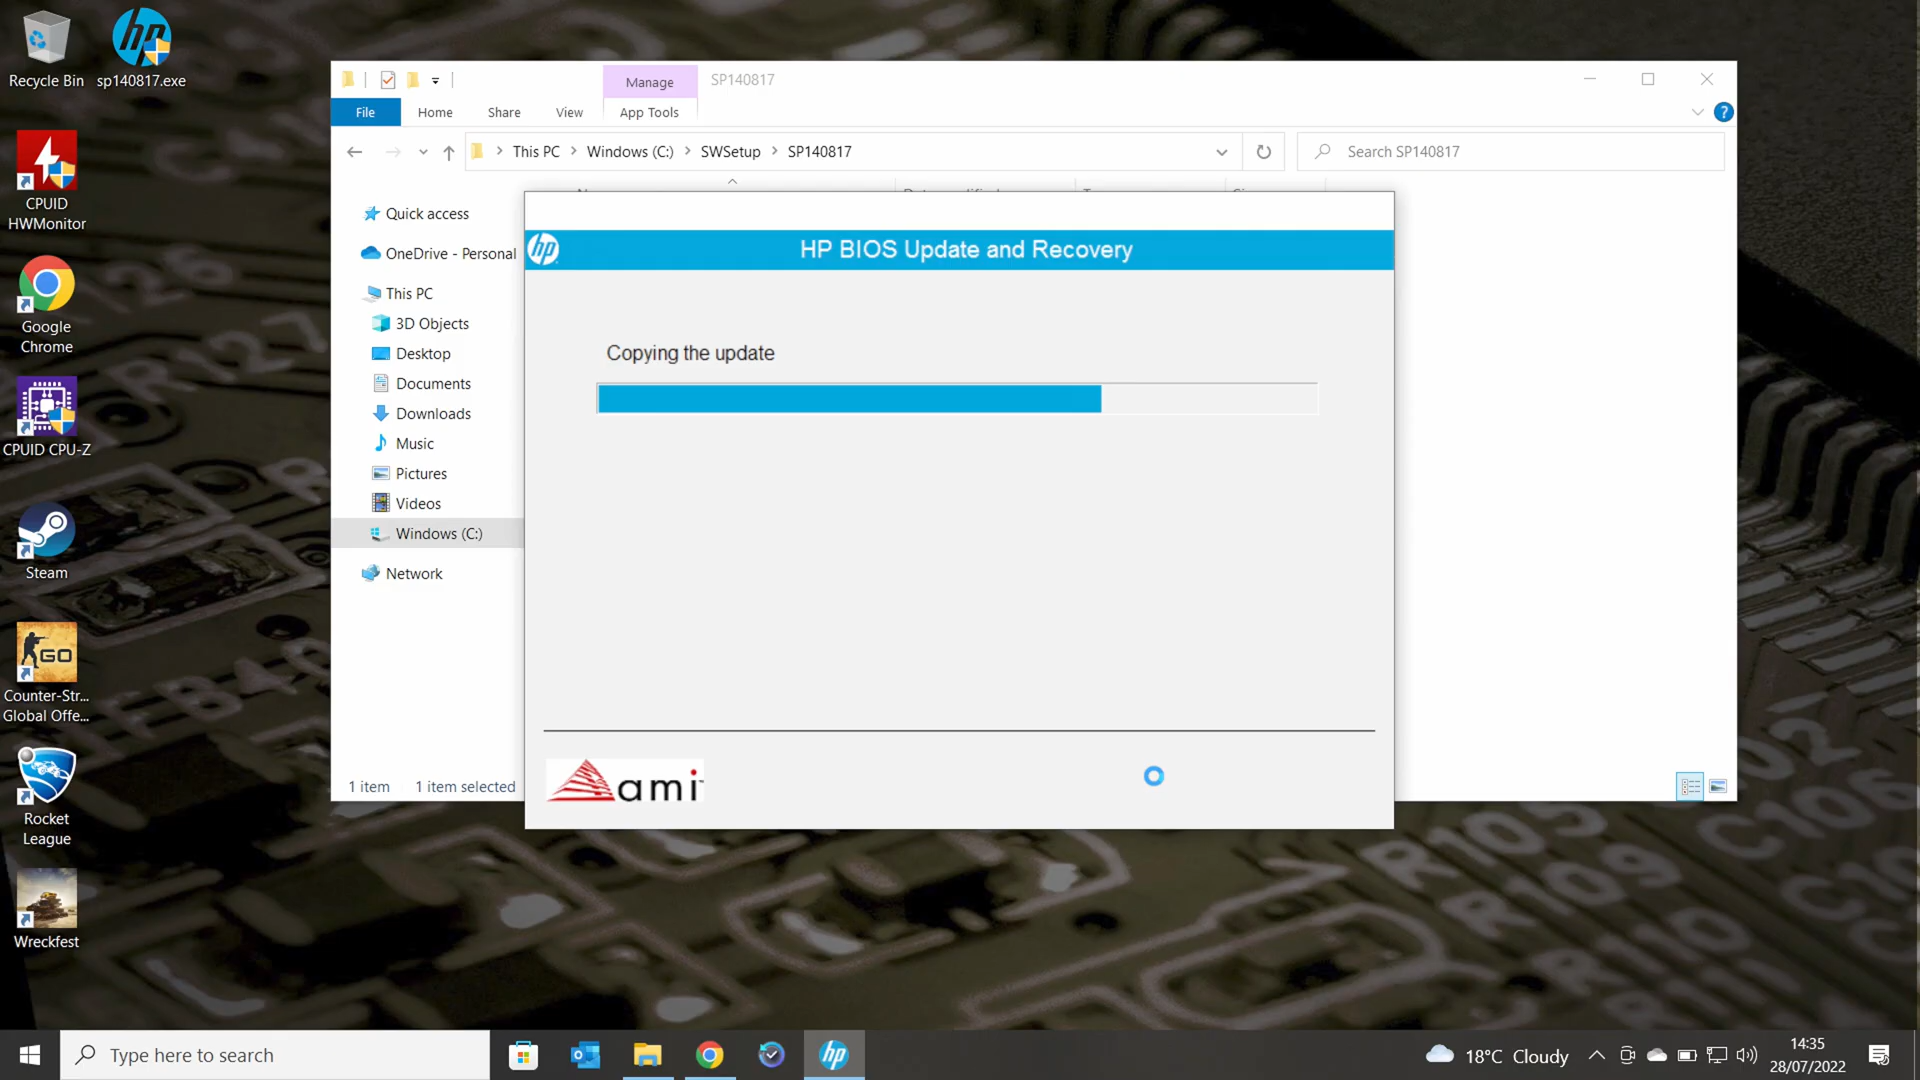 Recycle Bin
sp140817.exe
CPUID
HWMonitor
Google
Chrome
CPUID CPU-Z
Steam
Counter-Str...
Global Offe...
Rocket
League
Wreckfest
Manage
SP140817
File
Home
Share
View
App Tools
This PC
Windows (C:)
SWSetup
SP140817
Search SP140817
Quick access
OneDrive - Personal
This PC
3D Objects
Desktop
Documents
Downloads
Music
Pictures
Videos
Windows (C:)
Network
1 item
1 item selected
hp
HP BIOS Update and Recovery
Copying the update
ami
Type here to search
hp
18°C Cloudy
14:35
28/07/2022